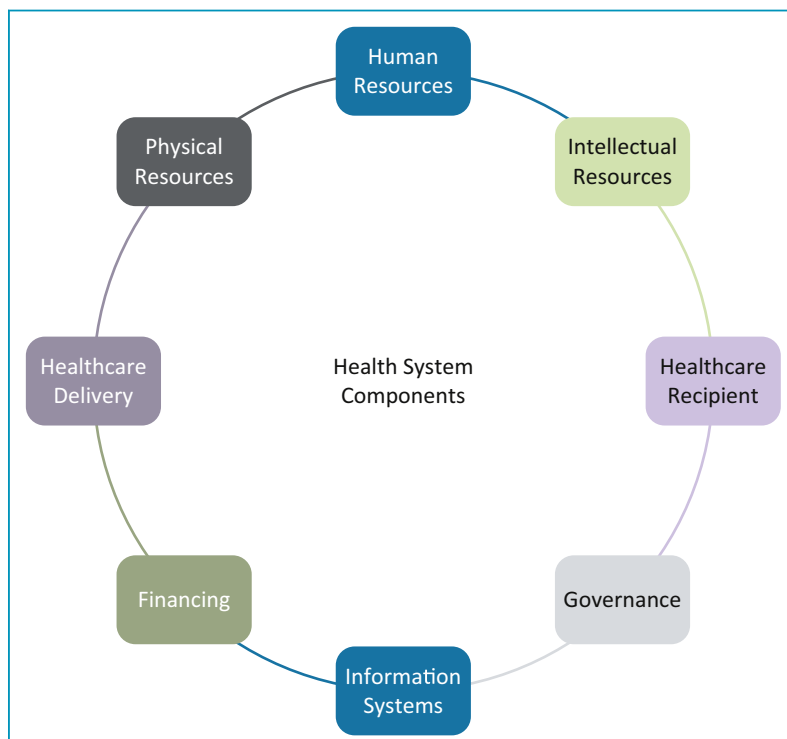 Human
Resources
Physical
Resources
Intellectual
Resources
Healthcare
Delivery
Health System
Components
Healthcare
Recipient
Financing
Governance
Information
Systems